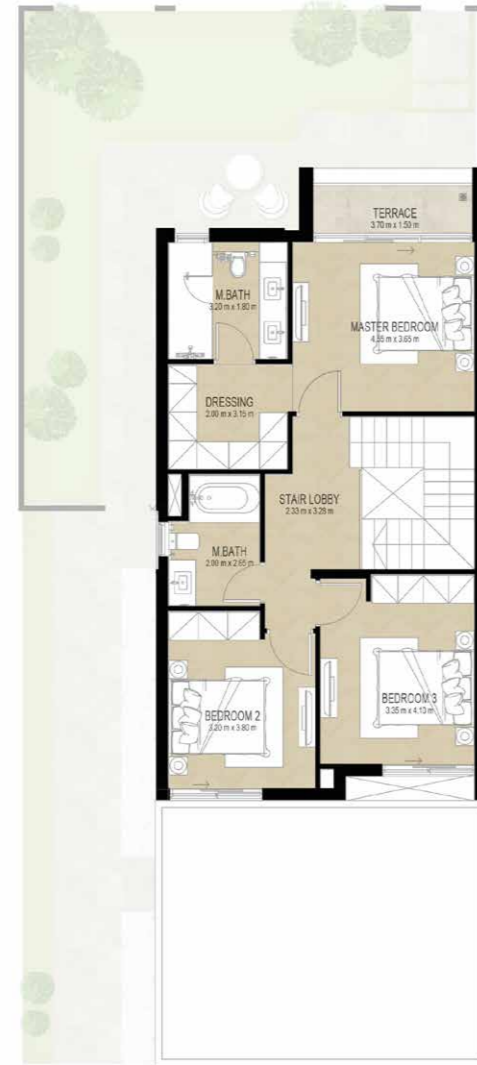 TERRACE
3.70 m x 1.50 m
M.BATH
3.20 m x 1.80 m
MASTER BEDROOM
4.35 m x 3.65 m
DRESSING
2.90 m x 3.15 m
STAIR LOBBY
2.33 m x 3.28 m
M.BATH
2.90 m x 2.65 m
BEDROOM 2
3.20 m x 3.80 m
BEDROOM 3
3.35 m x 4.10 m